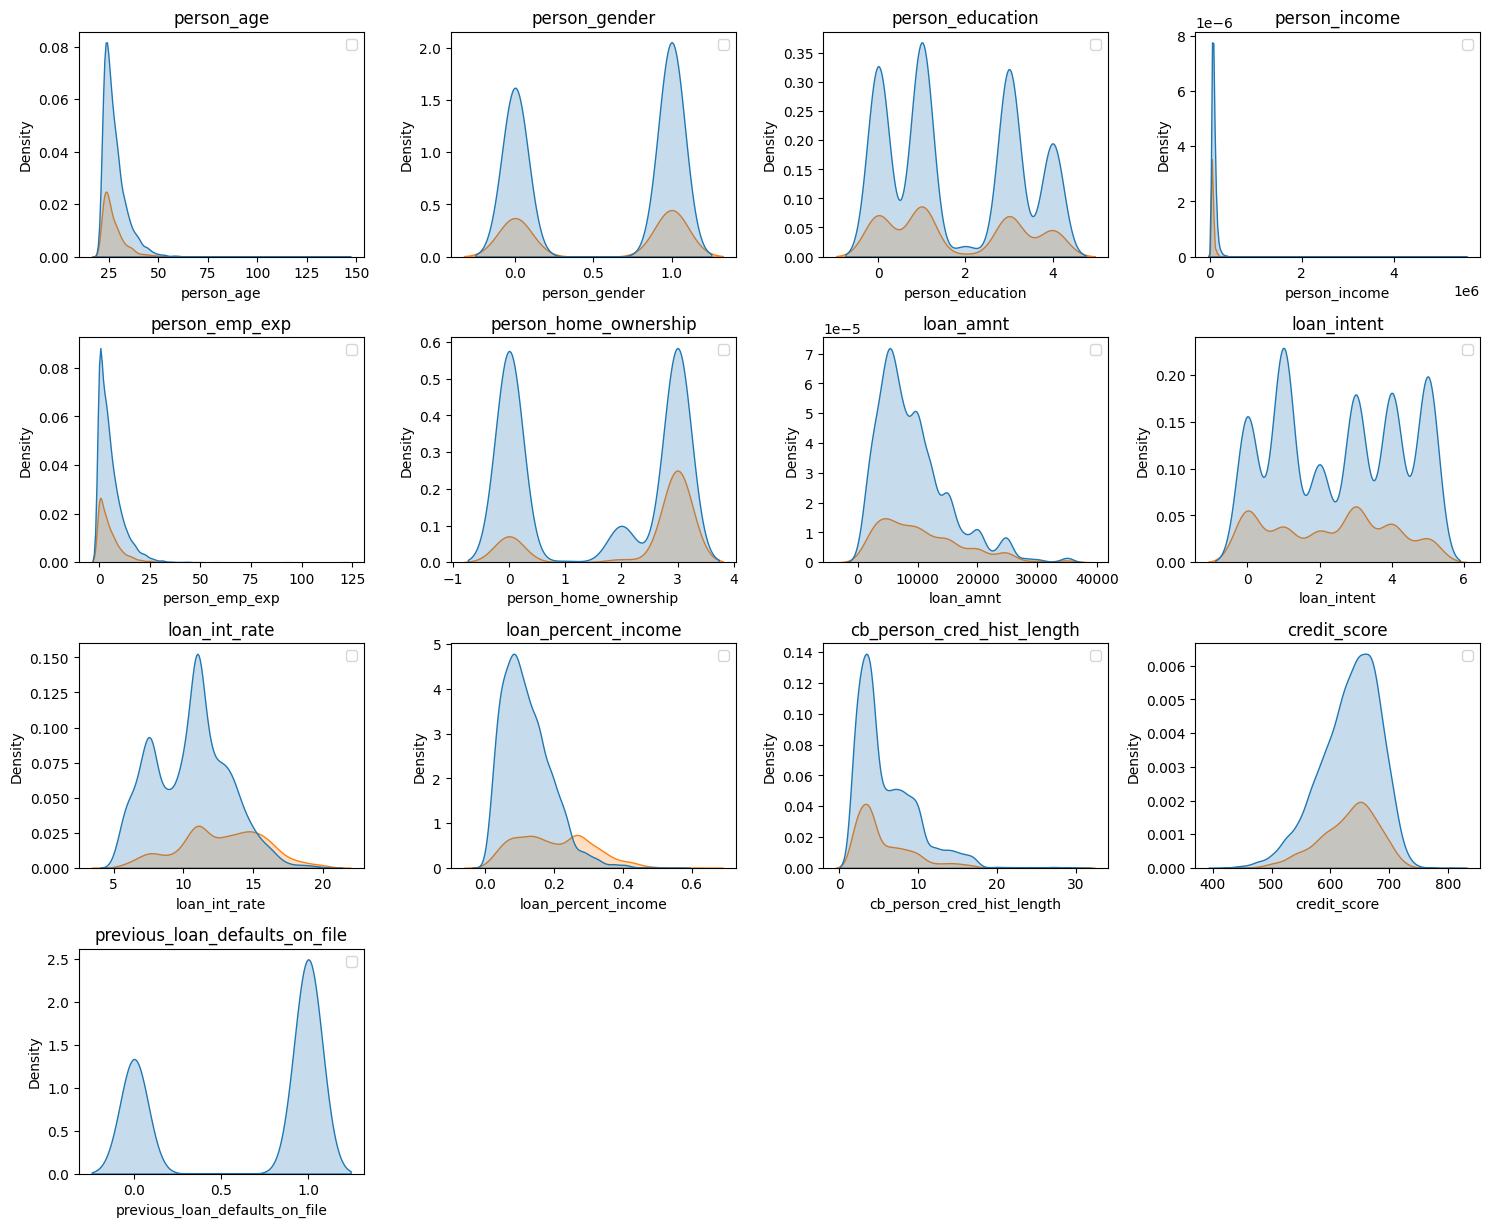 person_age
Density
0.00
0.02
0.04
0.06
0.08
25 50 75 100 125 150
person_age
person_gender
Density
0.0
0.5
1.0
1.5
2.0
0.0 0.5 1.0
person_gender
person_education
Density
0.00
0.05
0.10
0.15
0.20
0.25
0.30
0.35
0 2 4
person_education
person_income
1e−6
Density
0
2
4
6
8
0 2 4
1e6
person_income
person_emp_exp
Density
0.00
0.02
0.04
0.06
0.08
0 25 50 75 100 125
person_emp_exp
person_home_ownership
Density
0.0
0.1
0.2
0.3
0.4
0.5
0.6
−1 0 1 2 3 4
person_home_ownership
loan_amnt
1e−5
Density
0
1
2
3
4
5
6
7
0 10000 20000 30000 40000
loan_amnt
loan_intent
Density
0.00
0.05
0.10
0.15
0.20
0 2 4 6
loan_intent
loan_int_rate
Density
0.000
0.025
0.050
0.075
0.100
0.125
0.150
5 10 15 20
loan_int_rate
loan_percent_income
Density
0
1
2
3
4
5
0.0 0.2 0.4 0.6
loan_percent_income
cb_person_cred_hist_length
Density
0.00
0.02
0.04
0.06
0.08
0.10
0.12
0.14
0 10 20 30
cb_person_cred_hist_length
credit_score
Density
0.000
0.001
0.002
0.003
0.004
0.005
0.006
400 500 600 700 800
credit_score
previous_loan_defaults_on_file
Density
0.0
0.5
1.0
1.5
2.0
2.5
0.0 0.5 1.0
previous_loan_defaults_on_file